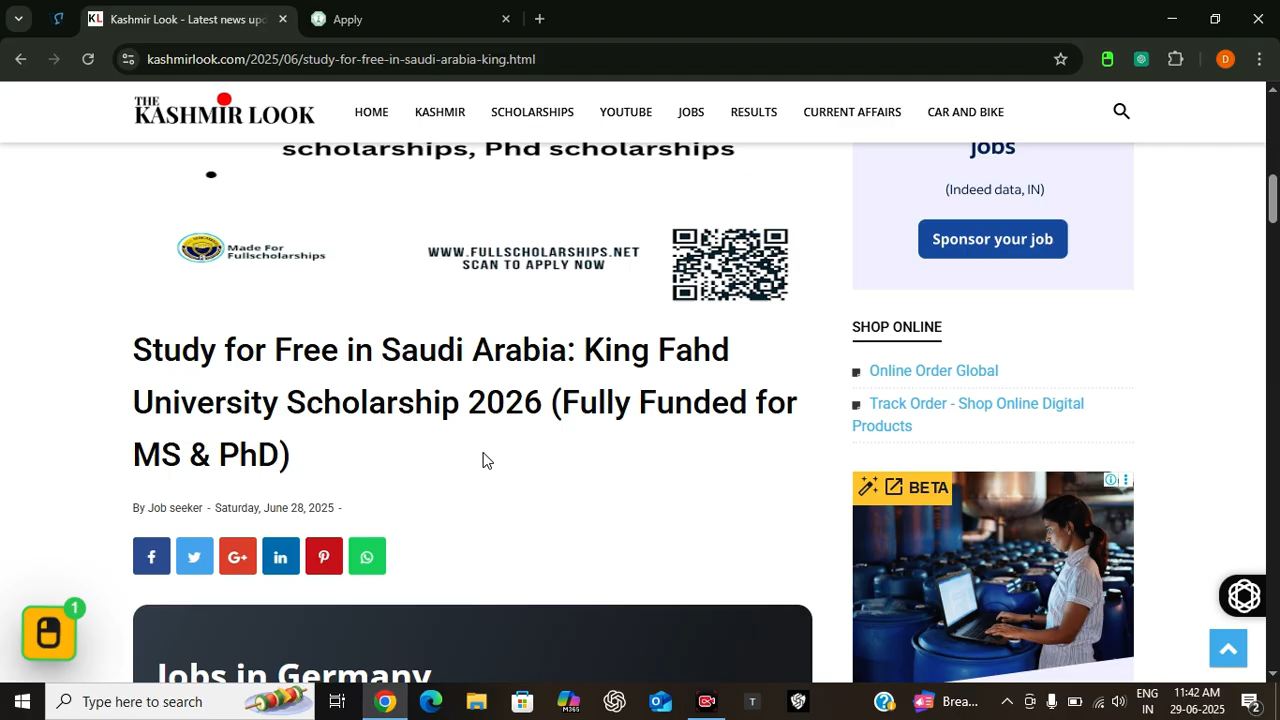 Kashmir Look - Latest news up
Apply
kashmirlook.com/2025/06/study-for-free-in-saudi-arabia-king.html
D
THE
KASHMIR LOOK
HOME
KASHMIR
SCHOLARSHIPS
YOUTUBE
JOBS
RESULTS
CURRENT AFFAIRS
CAR AND BIKE
scholarships, Phd scholarships
Made For
Fullscholarships
WWW.FULLSCHOLARSHIPS.NET
SCAN TO APPLY NOW
jobs
(Indeed data, IN)
Sponsor your job
Study for Free in Saudi Arabia: King Fahd
University Scholarship 2026 (Fully Funded for
MS & PhD)
By Job seeker - Saturday, June 28, 2025 -
SHOP ONLINE
Online Order Global
Track Order - Shop Online Digital
Products
BETA
1
Jobs in Germany
Type here to search
Brea...
ENG
IN
11:42 AM
29-06-2025
2